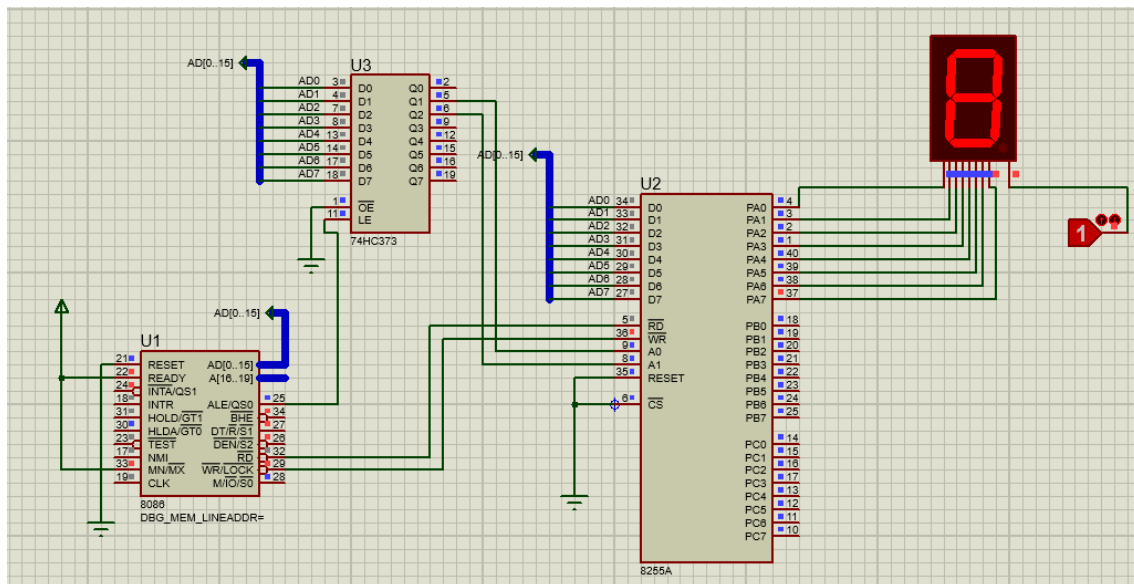 AD[0..15]
U3
AD0 3 D0 Q0 2
AD1 4 D1 Q1 5
AD2 7 D2 Q2 6
AD3 8 D3 Q3 9
AD4 13 D4 Q4 12
AD5 14 D5 Q5 15
AD6 17 D6 Q6 16
AD7 18 D7 Q7 19
1 OE
11 LE
74HC373
AD[0..15]
U2
AD0 34 D0 PA0 4
AD1 33 D1 PA1 3
AD2 32 D2 PA2 2
AD3 31 D3 PA3 1
AD4 30 D4 PA4 40
AD5 29 D5 PA5 39
AD6 28 D6 PA6 38
AD7 27 D7 PA7 37
5 RD PB0 18
36 WR PB1 19
9 A0 PB2 20
8 A1 PB3 21
35 RESET PB4 22
PB5 23
6 CS PB6 24
PB7 25
PC0 14
PC1 15
PC2 16
PC3 17
PC4 13
PC5 12
PC6 11
PC7 10
8255A
1
AD[0..15]
U1
21 RESET AD[0..15]
22 READY A[16..19]
24 INTA/QS1
18 INTR ALE/QS0 25
31 HOLD/GT1 BHE 34
30 HLDA/GT0 DT/R/S1 27
23 TEST DEN/S2 26
17 NMI RD 32
33 MN/MX WR/LOCK 29
19 CLK M/IO/S0 28
8086
DBG_MEM_LINEADDR=